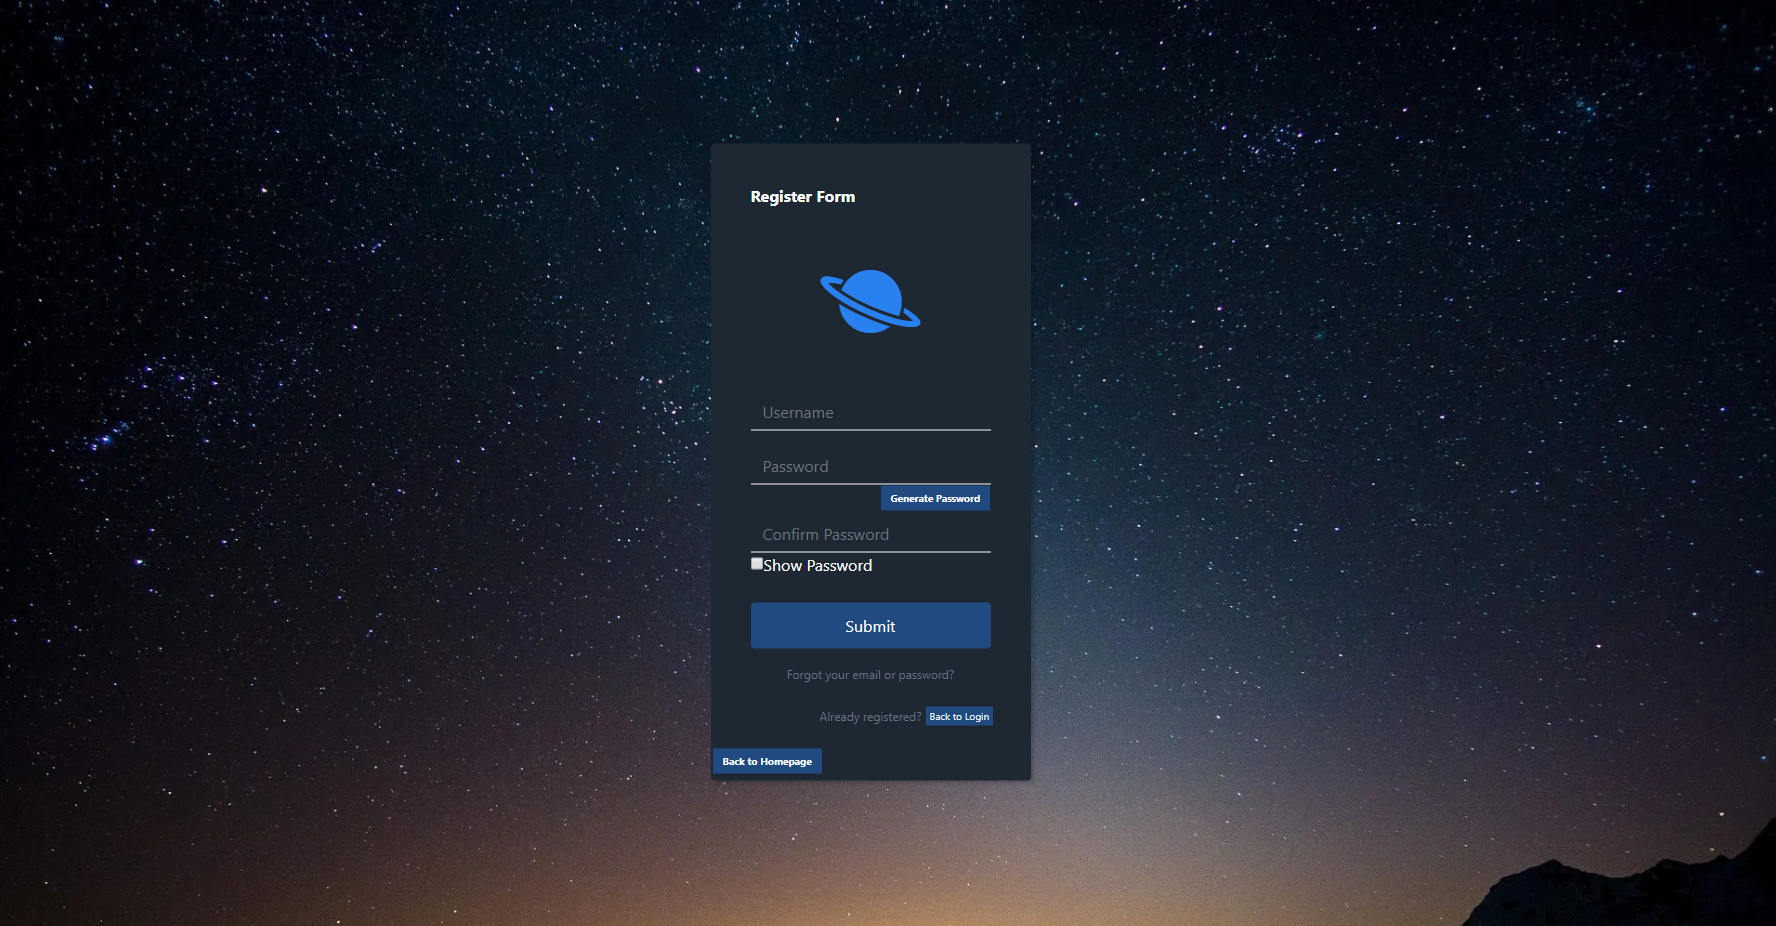 Register Form
Username
Password
Generate Password
Confirm Password
Show Password
Submit
Forgot your email or password?
Already registered? Back to Login
Back to Homepage